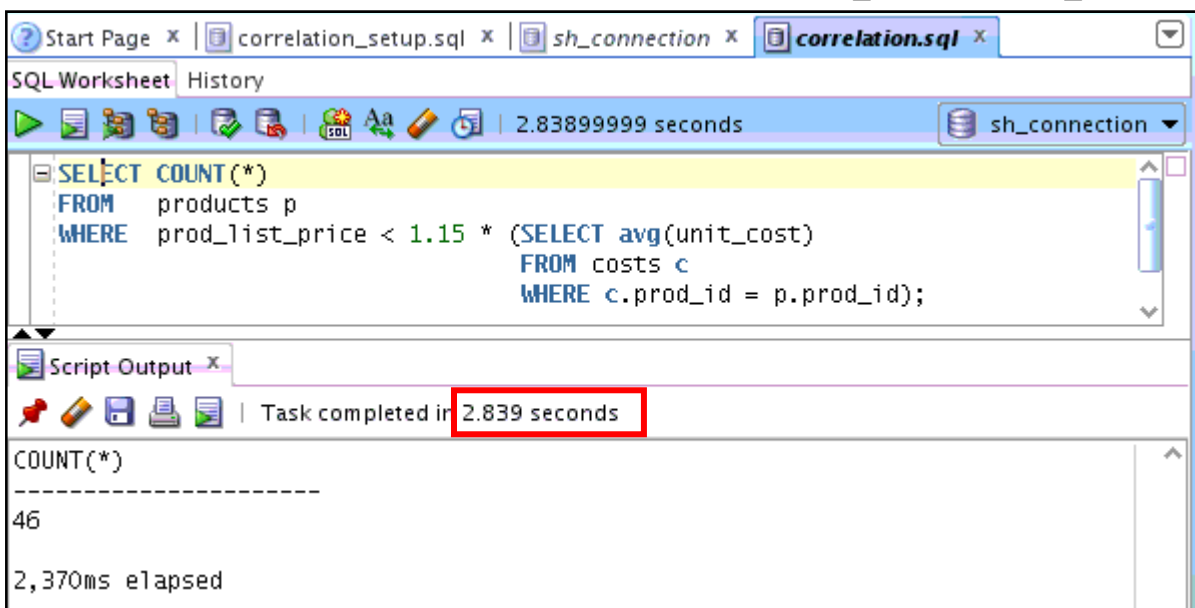 Start Page x correlation_setup.sql x sh_connection x correlation.sql x
SQL Worksheet History
SQL Aa 2.83899999 seconds sh_connection
SELECT COUNT(*)
FROM products p
WHERE prod_list_price < 1.15 * (SELECT avg(unit_cost)
FROM costs c
WHERE c.prod_id = p.prod_id);
Script Output x
Task completed in 2.839 seconds
COUNT(*)
----------------------
46
2,370ms elapsed